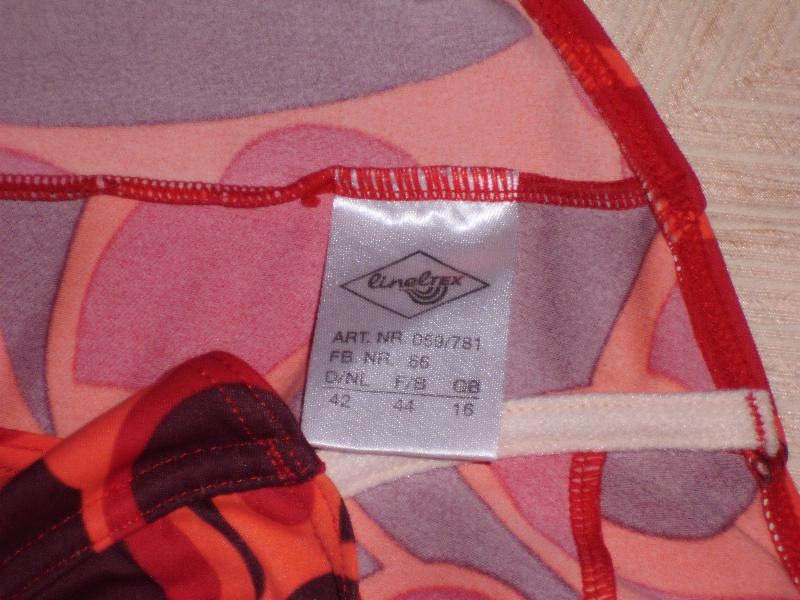 linelTEX
ART. NR. 059/781
FB. NR. 66
D/NL F/B GB
42 44 16